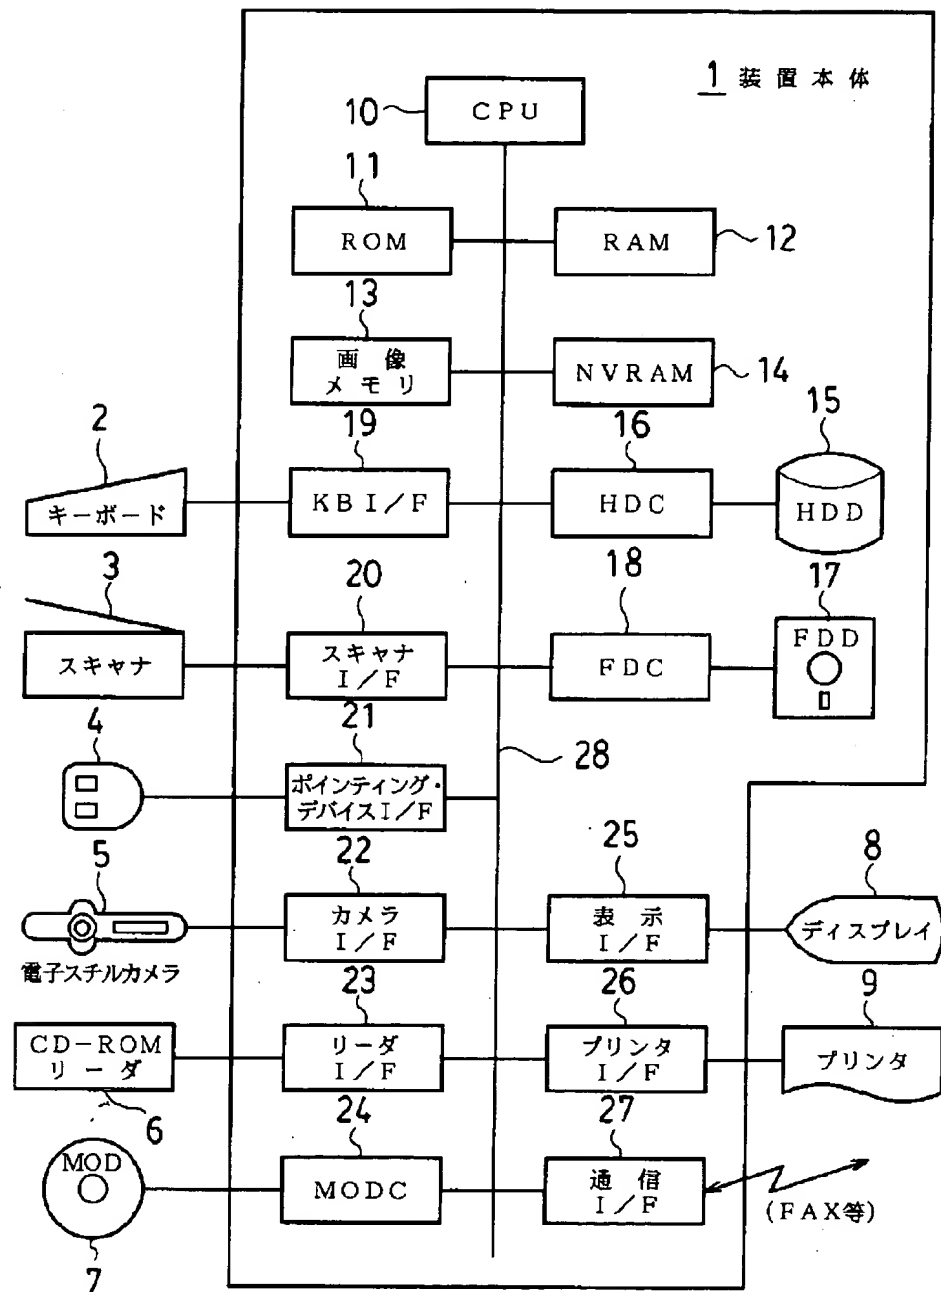 1 装置本体
10
CPU
11
ROM
RAM
12
13
画像
メモリ
NVRAM
14
2
キーボード
19
KBI/F
16
HDC
15
HDD
3
スキャナ
20
スキャナ
I/F
18
FDC
17
FDD
4
21
ポインティング・
デバイスI/F
28
5
電子スチルカメラ
22
カメラ
I/F
25
表示
I/F
8
ディスプレイ
CD-ROM
リーダ
6
23
リーダ
I/F
26
プリンタ
I/F
9
プリンタ
MOD
7
24
MODC
27
通信
I/F
(FAX等)